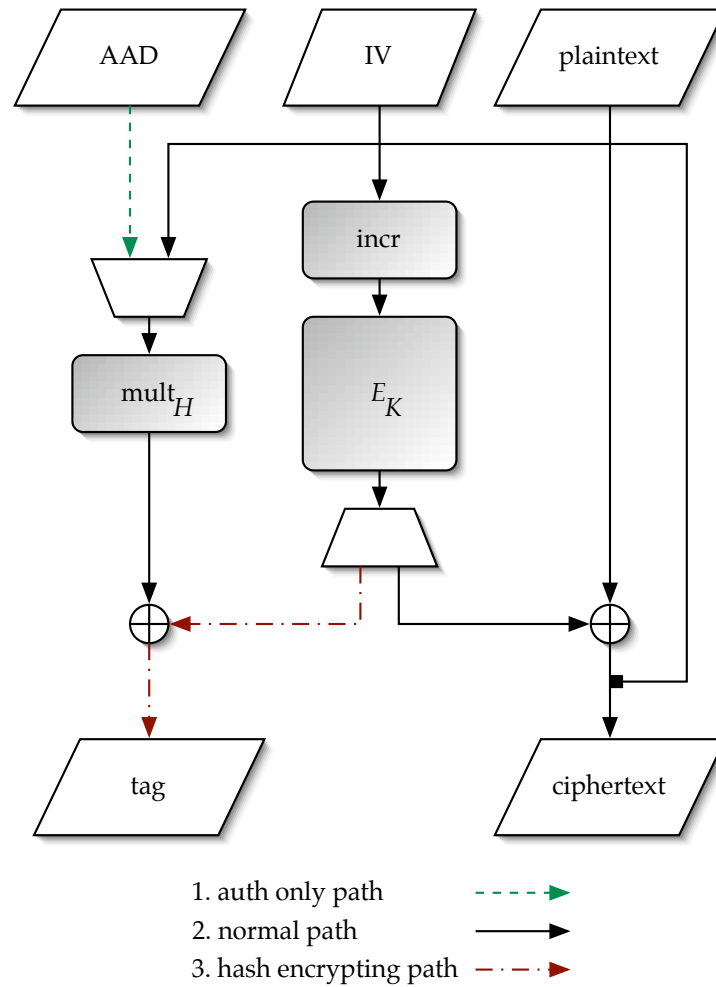 AAD
IV
plaintext
incr
mult_H
E_K
tag
ciphertext
1. auth only path
2. normal path
3. hash encrypting path